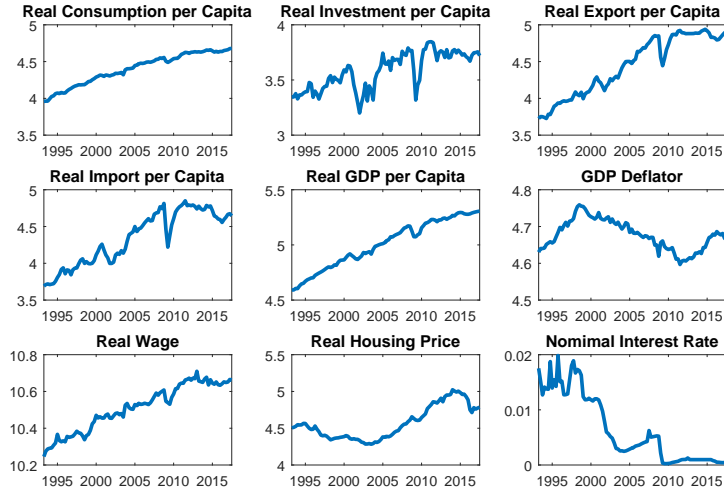 Real Consumption per Capita
5
4.5
4
3.5
1995 2000 2005 2010 2015
Real Investment per Capita
4
3.5
3
1995 2000 2005 2010 2015
Real Export per Capita
5
4.5
4
3.5
1995 2000 2005 2010 2015
Real Import per Capita
5
4.5
4
3.5
1995 2000 2005 2010 2015
Real GDP per Capita
5.5
5
4.5
1995 2000 2005 2010 2015
GDP Deflator
4.8
4.7
4.6
4.5
1995 2000 2005 2010 2015
Real Wage
10.8
10.6
10.4
10.2
1995 2000 2005 2010 2015
Real Housing Price
5.5
5
4.5
4
1995 2000 2005 2010 2015
Nomimal Interest Rate
0.02
0.01
0
1995 2000 2005 2010 2015